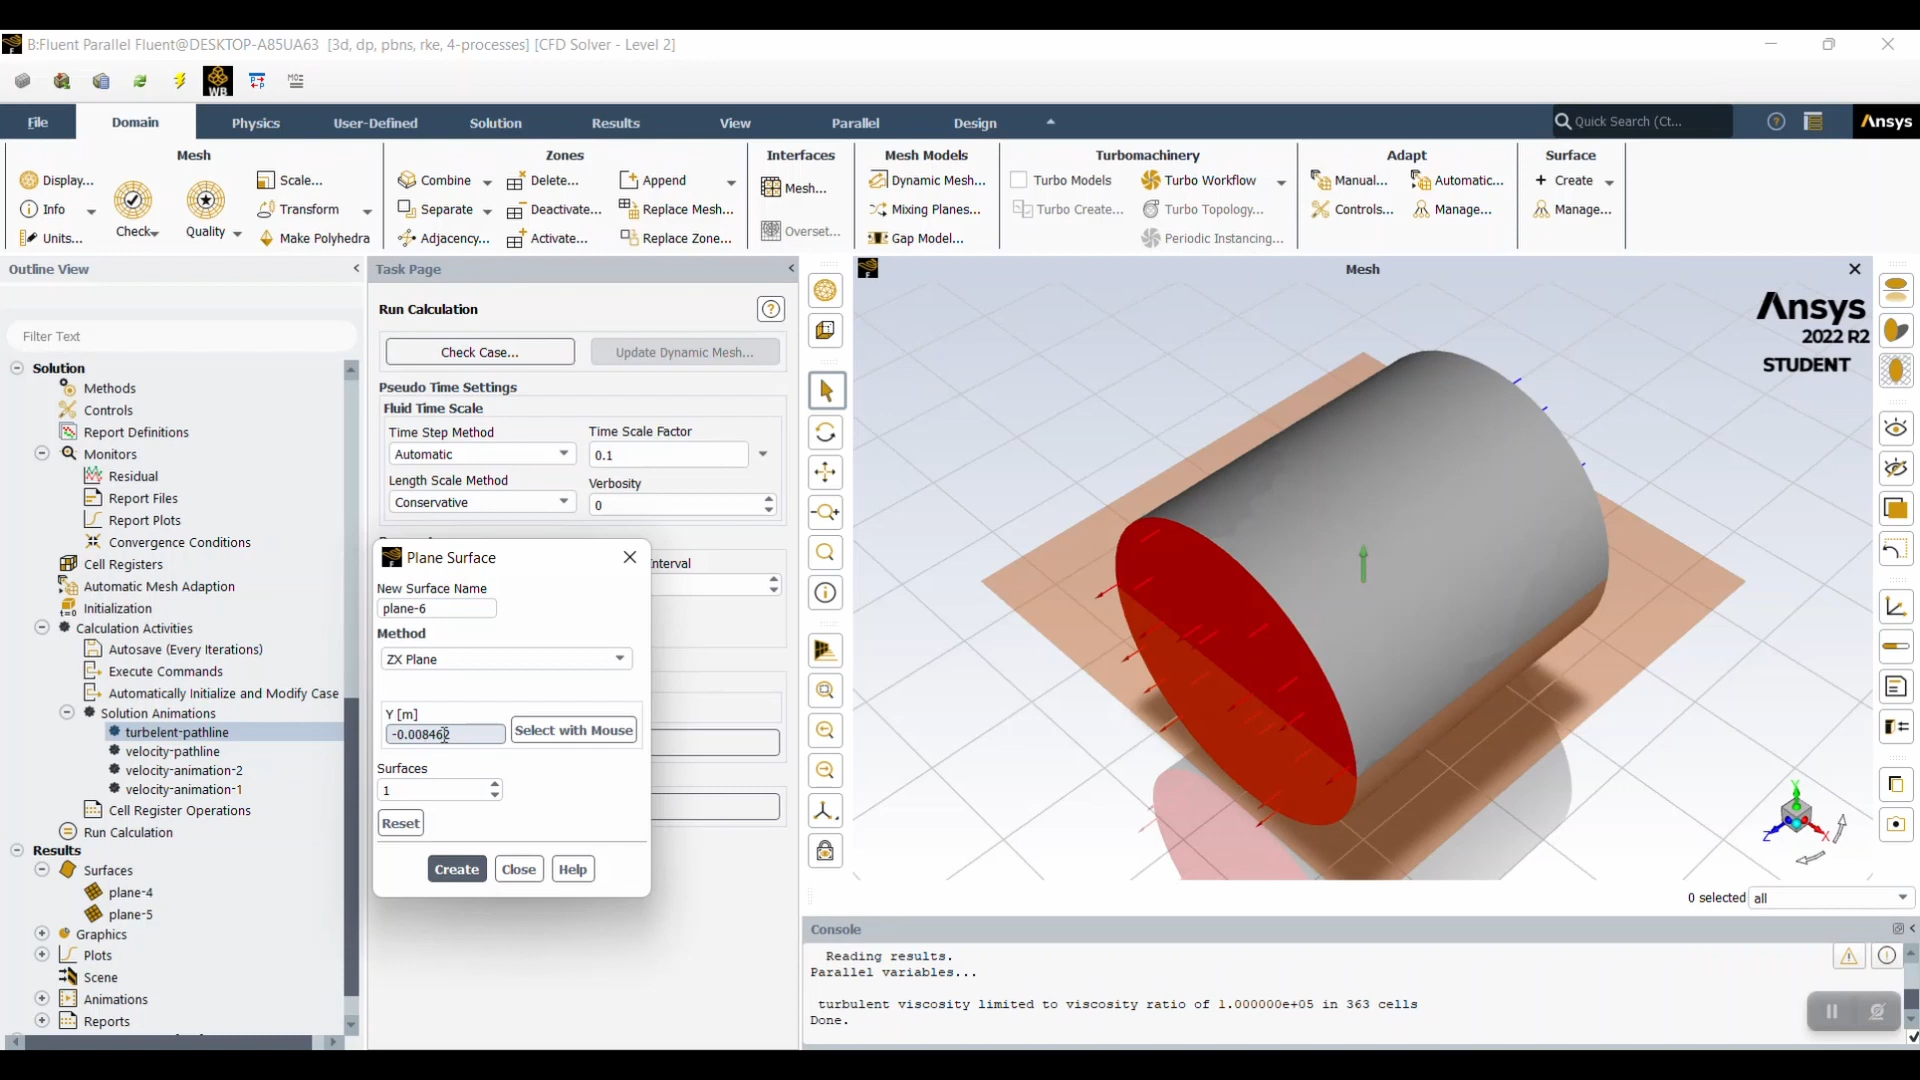 B:Fluent Parallel Fluent@DESKTOP-A85UA63 [3d, dp, pbns, rke, 4-processes] [CFD Solver - Level 2]
WB
File Domain Physics User-Defined Solution Results View Parallel Design Quick Search (Ct... Ansys
Mesh Zones Interfaces Mesh Models Turbomachinery Adapt Surface
Display... Scale... Combine Delete... Append Mesh... Dynamic Mesh... Turbo Models Turbo Workflow Manual... Automatic... + Create
Info Check Quality Transform Separate Deactivate... Replace Mesh... Mixing Planes... Turbo Create... Turbo Topology... Controls... Manage... Manage...
Units... Make Polyhedra Adjacency... Activate... Replace Zone... Overset... Gap Model... Periodic Instancing...
Outline View
Filter Text
Solution
Methods
Controls
Report Definitions
Monitors
Residual
Report Files
Report Plots
Convergence Conditions
Cell Registers
Automatic Mesh Adaption
Initialization
Calculation Activities
Autosave (Every Iterations)
Execute Commands
Automatically Initialize and Modify Case
Solution Animations
turbelent-pathline
velocity-pathline
velocity-animation-2
velocity-animation-1
Cell Register Operations
Run Calculation
Results
Surfaces
plane-4
plane-5
Graphics
Plots
Scene
Animations
Reports
Task Page
Run Calculation
Check Case... Update Dynamic Mesh...
Pseudo Time Settings
Fluid Time Scale
Time Step Method Time Scale Factor
Automatic 0.1
Length Scale Method Verbosity
Conservative 0
Interval
Plane Surface
New Surface Name
plane-6
Method
ZX Plane
Y [m]
-0.008462 Select with Mouse
Surfaces
1
Reset
Create Close Help
Mesh
Ansys
2022 R2
STUDENT
Y
Z X
0 selected all
Console
Reading results.
Parallel variables...
turbulent viscosity limited to viscosity ratio of 1.000000e+05 in 363 cells
Done.